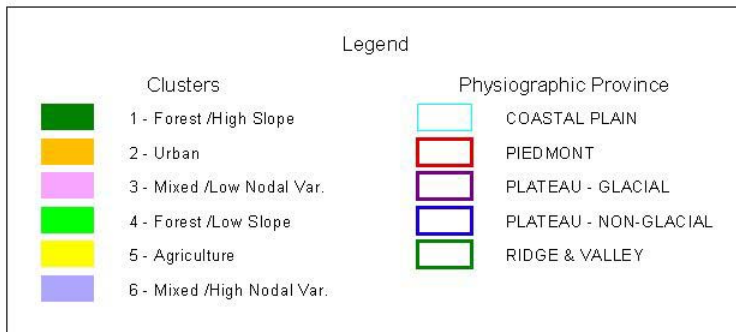 Legend
Clusters
1 - Forest /High Slope
2 - Urban
3 - Mixed /Low Nodal Var.
4 - Forest /Low Slope
5 - Agriculture
6 - Mixed /High Nodal Var.
Physiographic Province
COASTAL PLAIN
PIEDMONT
PLATEAU - GLACIAL
PLATEAU - NON-GLACIAL
RIDGE & VALLEY